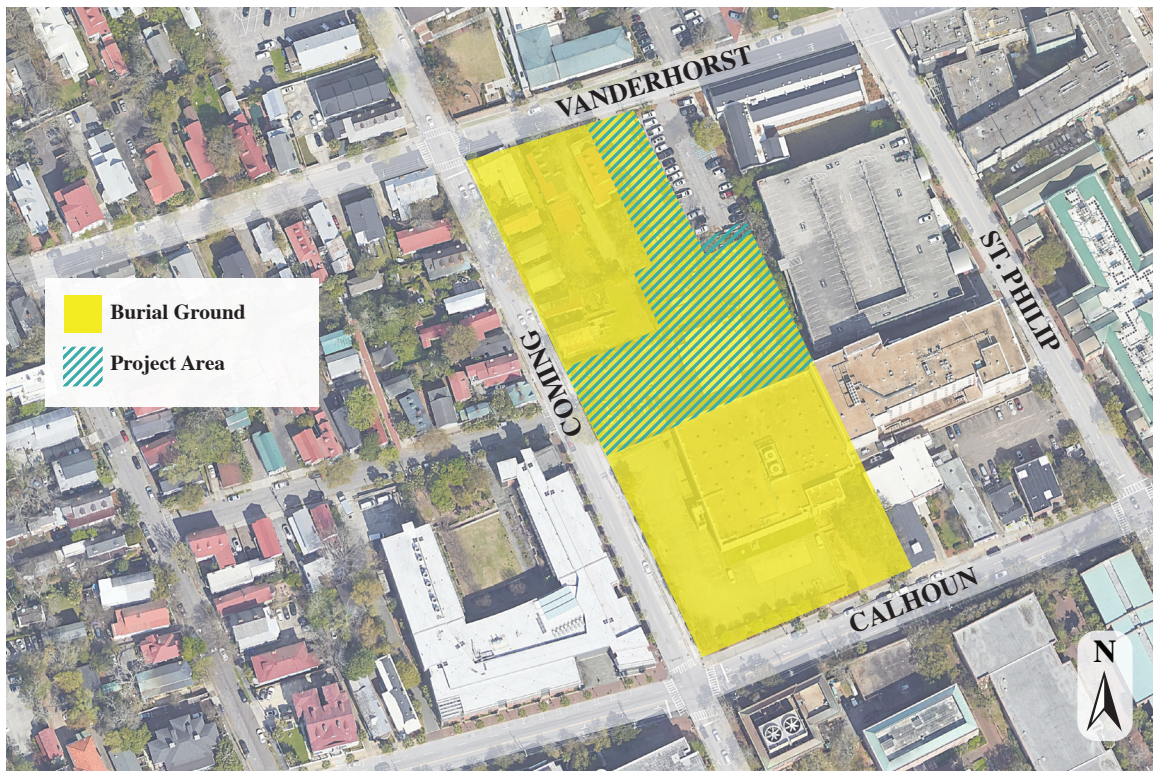 VANDERHORST
ST. PHILIP
Burial Ground
Project Area
COMING
CALHOUN
N